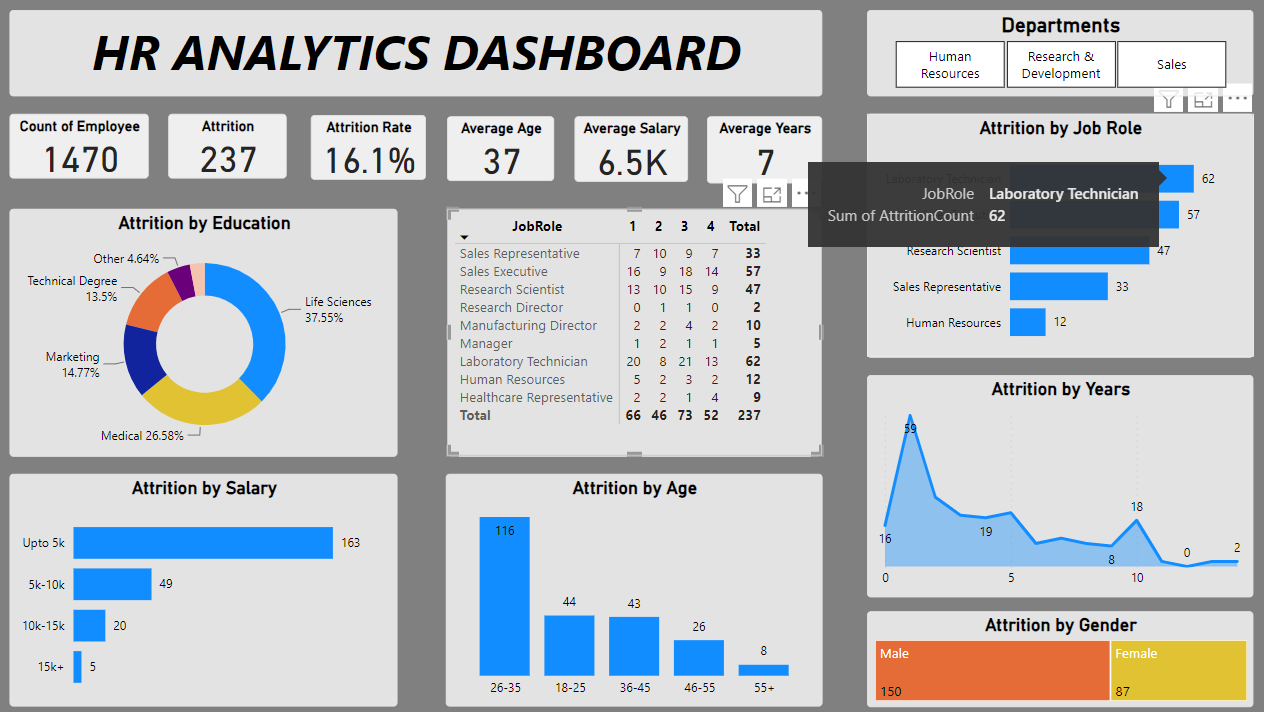 HR ANALYTICS DASHBOARD
Departments
Human
Resources
Research &
Development
Sales
Count of Employee
1470
Attrition
237
Attrition Rate
16.1%
Average Age
37
Average Salary
6.5K
Average Years
7
Attrition by Education
Other 4.64%
Technical Degree
13.5%
Life Sciences
37.55%
Marketing
14.77%
Medical 26.58%
JobRole 1 2 3 4 Total
Sales Representative 7 10 9 7 33
Sales Executive 16 9 18 14 57
Research Scientist 13 10 15 9 47
Research Director 0 1 1 0 2
Manufacturing Director 2 2 4 2 10
Manager 1 2 1 1 5
Laboratory Technician 20 8 21 13 62
Human Resources 5 2 3 2 12
Healthcare Representative 2 2 1 4 9
Total 66 46 73 52 237
Attrition by Job Role
Laboratory Technician 62
57
JobRole Laboratory Technician
Sum of AttritionCount 62
Research Scientist 47
Sales Representative 33
Human Resources 12
Attrition by Years
59
16
19
8
18
0
2
0 5 10
Attrition by Salary
Upto 5k 163
5k-10k 49
10k-15k 20
15k+ 5
Attrition by Age
116
44
43
26
8
26-35 18-25 36-45 46-55 55+
Attrition by Gender
Male
150
Female
87